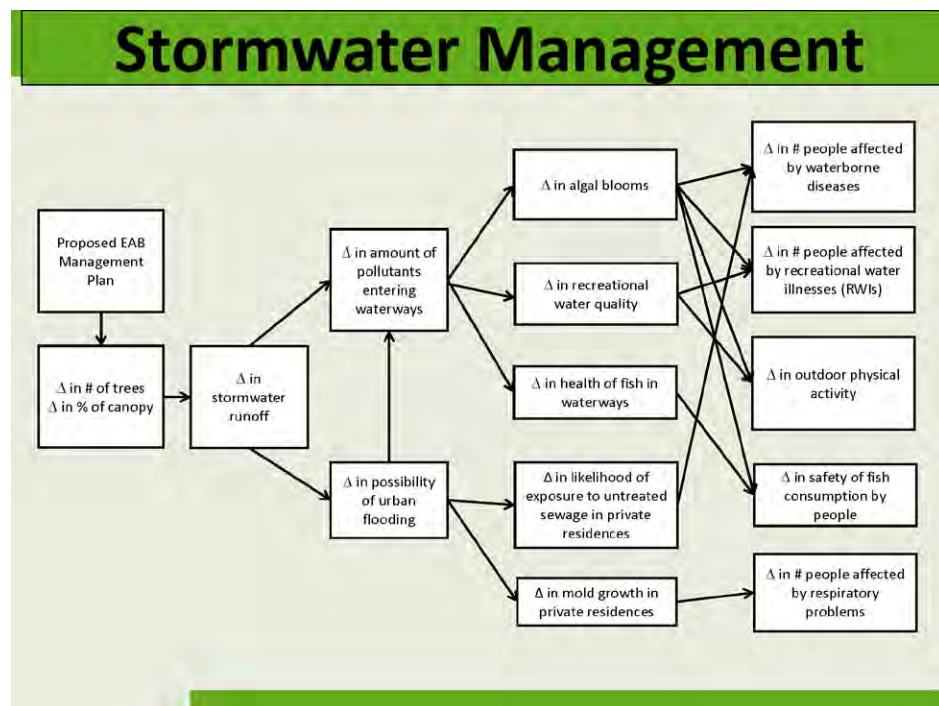 Stormwater Management
Proposed EAB
Management
Plan
Δ in # of trees
Δ in % of canopy
Δ in
stormwater
runoff
Δ in amount of
pollutants
entering
waterways
Δ in possibility
of urban
flooding
Δ in algal blooms
Δ in recreational
water quality
Δ in health of fish in
waterways
Δ in likelihood of
exposure to untreated
sewage in private
residences
Δ in mold growth in
private residences
Δ in # people affected
by waterborne
diseases
Δ in # people affected
by recreational water
illnesses (RWIs)
Δ in outdoor physical
activity
Δ in safety of fish
consumption by
people
Δ in # people affected
by respiratory
problems